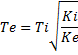 Te = Ti√(Ki/Ke)